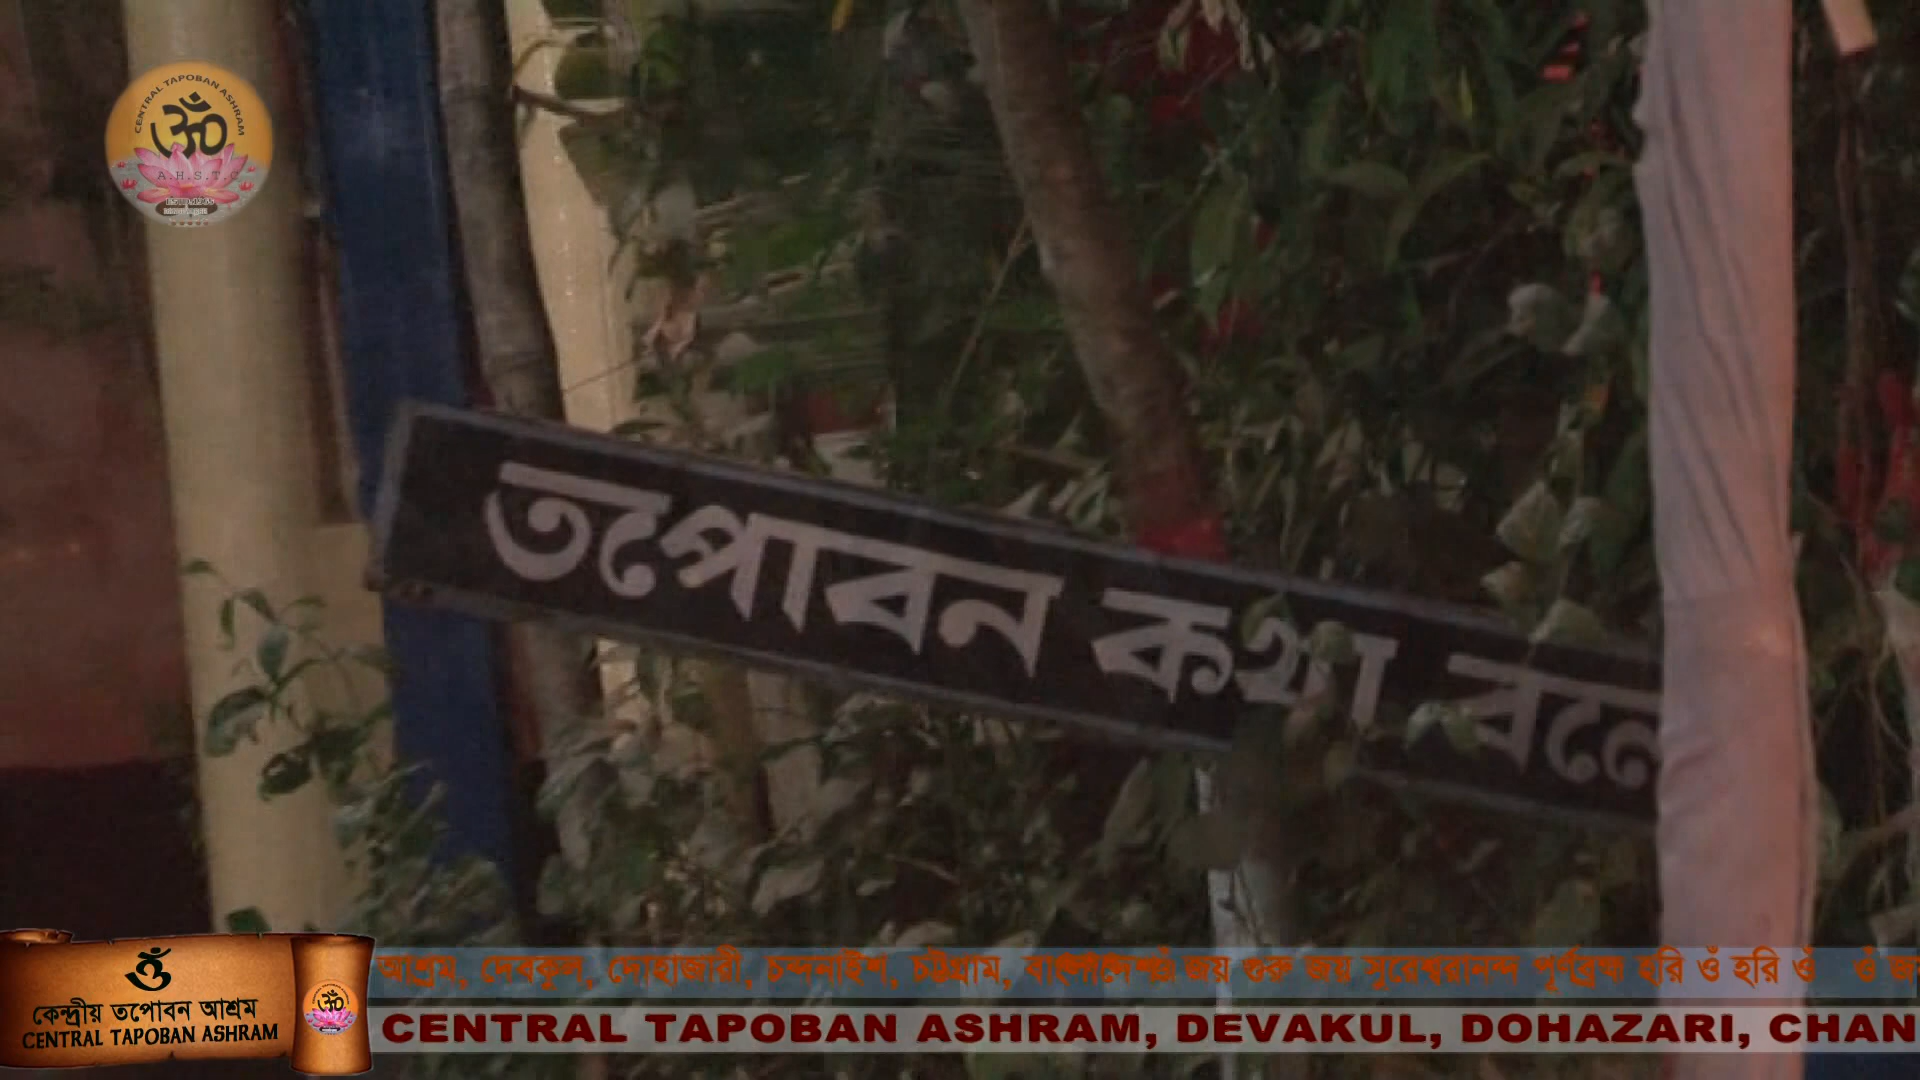 CENTRAL TAPOBAN ASHRAM
ॐ
A.H.S.T.C
তপোবন কথা বলে
কেন্দ্রীয় তপোবন আশ্রম
CENTRAL TAPOBAN ASHRAM
আশ্রম, দেবকুল, দোহাজারী, চন্দনাইশ, চট্টগ্রাম, জয় গুরু জয় সুরেশ্বরানন্দ পূর্ণব্রহ্ম হরি ওঁ হরি ওঁ ওঁ
CENTRAL TAPOBAN ASHRAM, DEVAKUL, DOHAZARI, CHAN